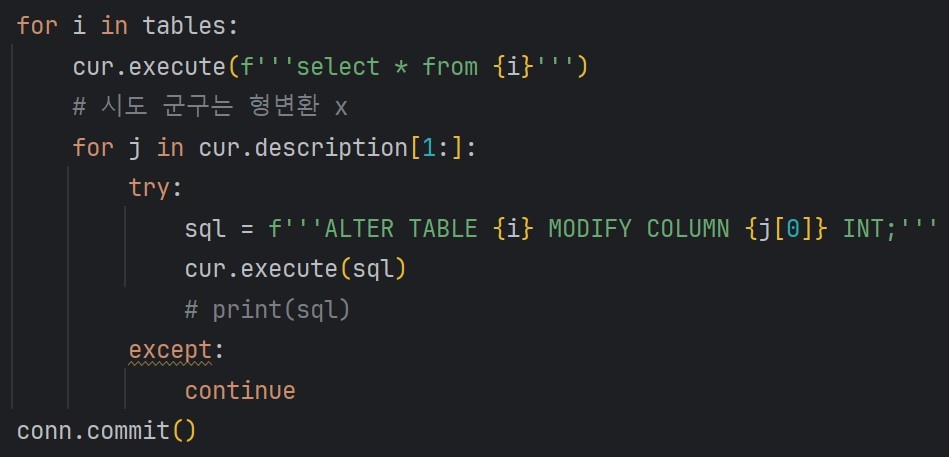 for i in tables:
    cur.execute(f'''select * from {i}''')
    # 시도 군구는 형변환 x
    for j in cur.description[1:]:
        try:
            sql = f'''ALTER TABLE {i} MODIFY COLUMN {j[0]} INT;'''
            cur.execute(sql)
            # print(sql)
        except:
            continue
conn.commit()